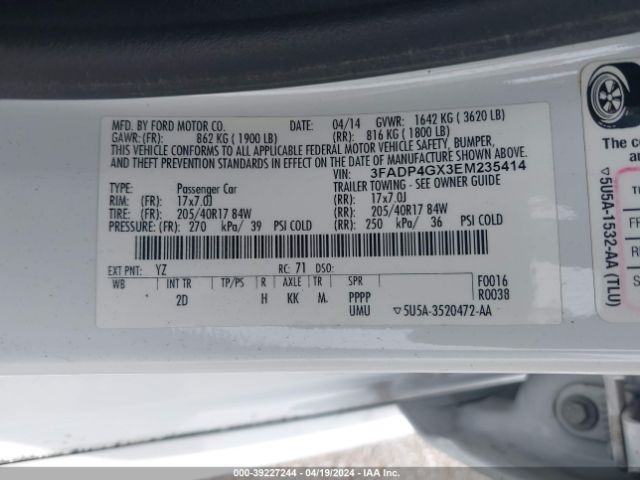 MFD. BY FORD MOTOR CO. DATE: 04/14 GVWR: 1642 KG ( 3620 LB)
GAWR: (FR): 862 KG ( 1900 LB) (RR): 816 KG ( 1800 LB)
THIS VEHICLE CONFORMS TO ALL APPLICABLE FEDERAL MOTOR VEHICLE SAFETY, BUMPER,
AND THEFT PREVENTION STANDARDS IN EFFECT ON THE DATE OF MANUFACTURE SHOWN ABOVE.
VIN: 3FADP4GX3EM235414
TYPE: Passenger Car TRAILER TOWING - SEE OWNER GUIDE
RIM: (FR): 17x7.0J (RR): 17x7.0J
TIRE: (FR): 205/40R17 84W (RR): 205/40R17 84W
PRESSURE: (FR): 270 kPa/ 39 PSI COLD (RR): 250 kPa/ 36 PSI COLD
EXT PNT: YZ RC: 71 DSO:
WB INT TR TP/PS R AXLE TR SPR F0016
2D H KK M. PPPP R0038
UMU ▽5U5A-3520472-AA
The co
a
▽5U5A-1532-AA (TLU)
T
FR
R
S
000-39227244 - 04/19/2024 - IAAI.COM